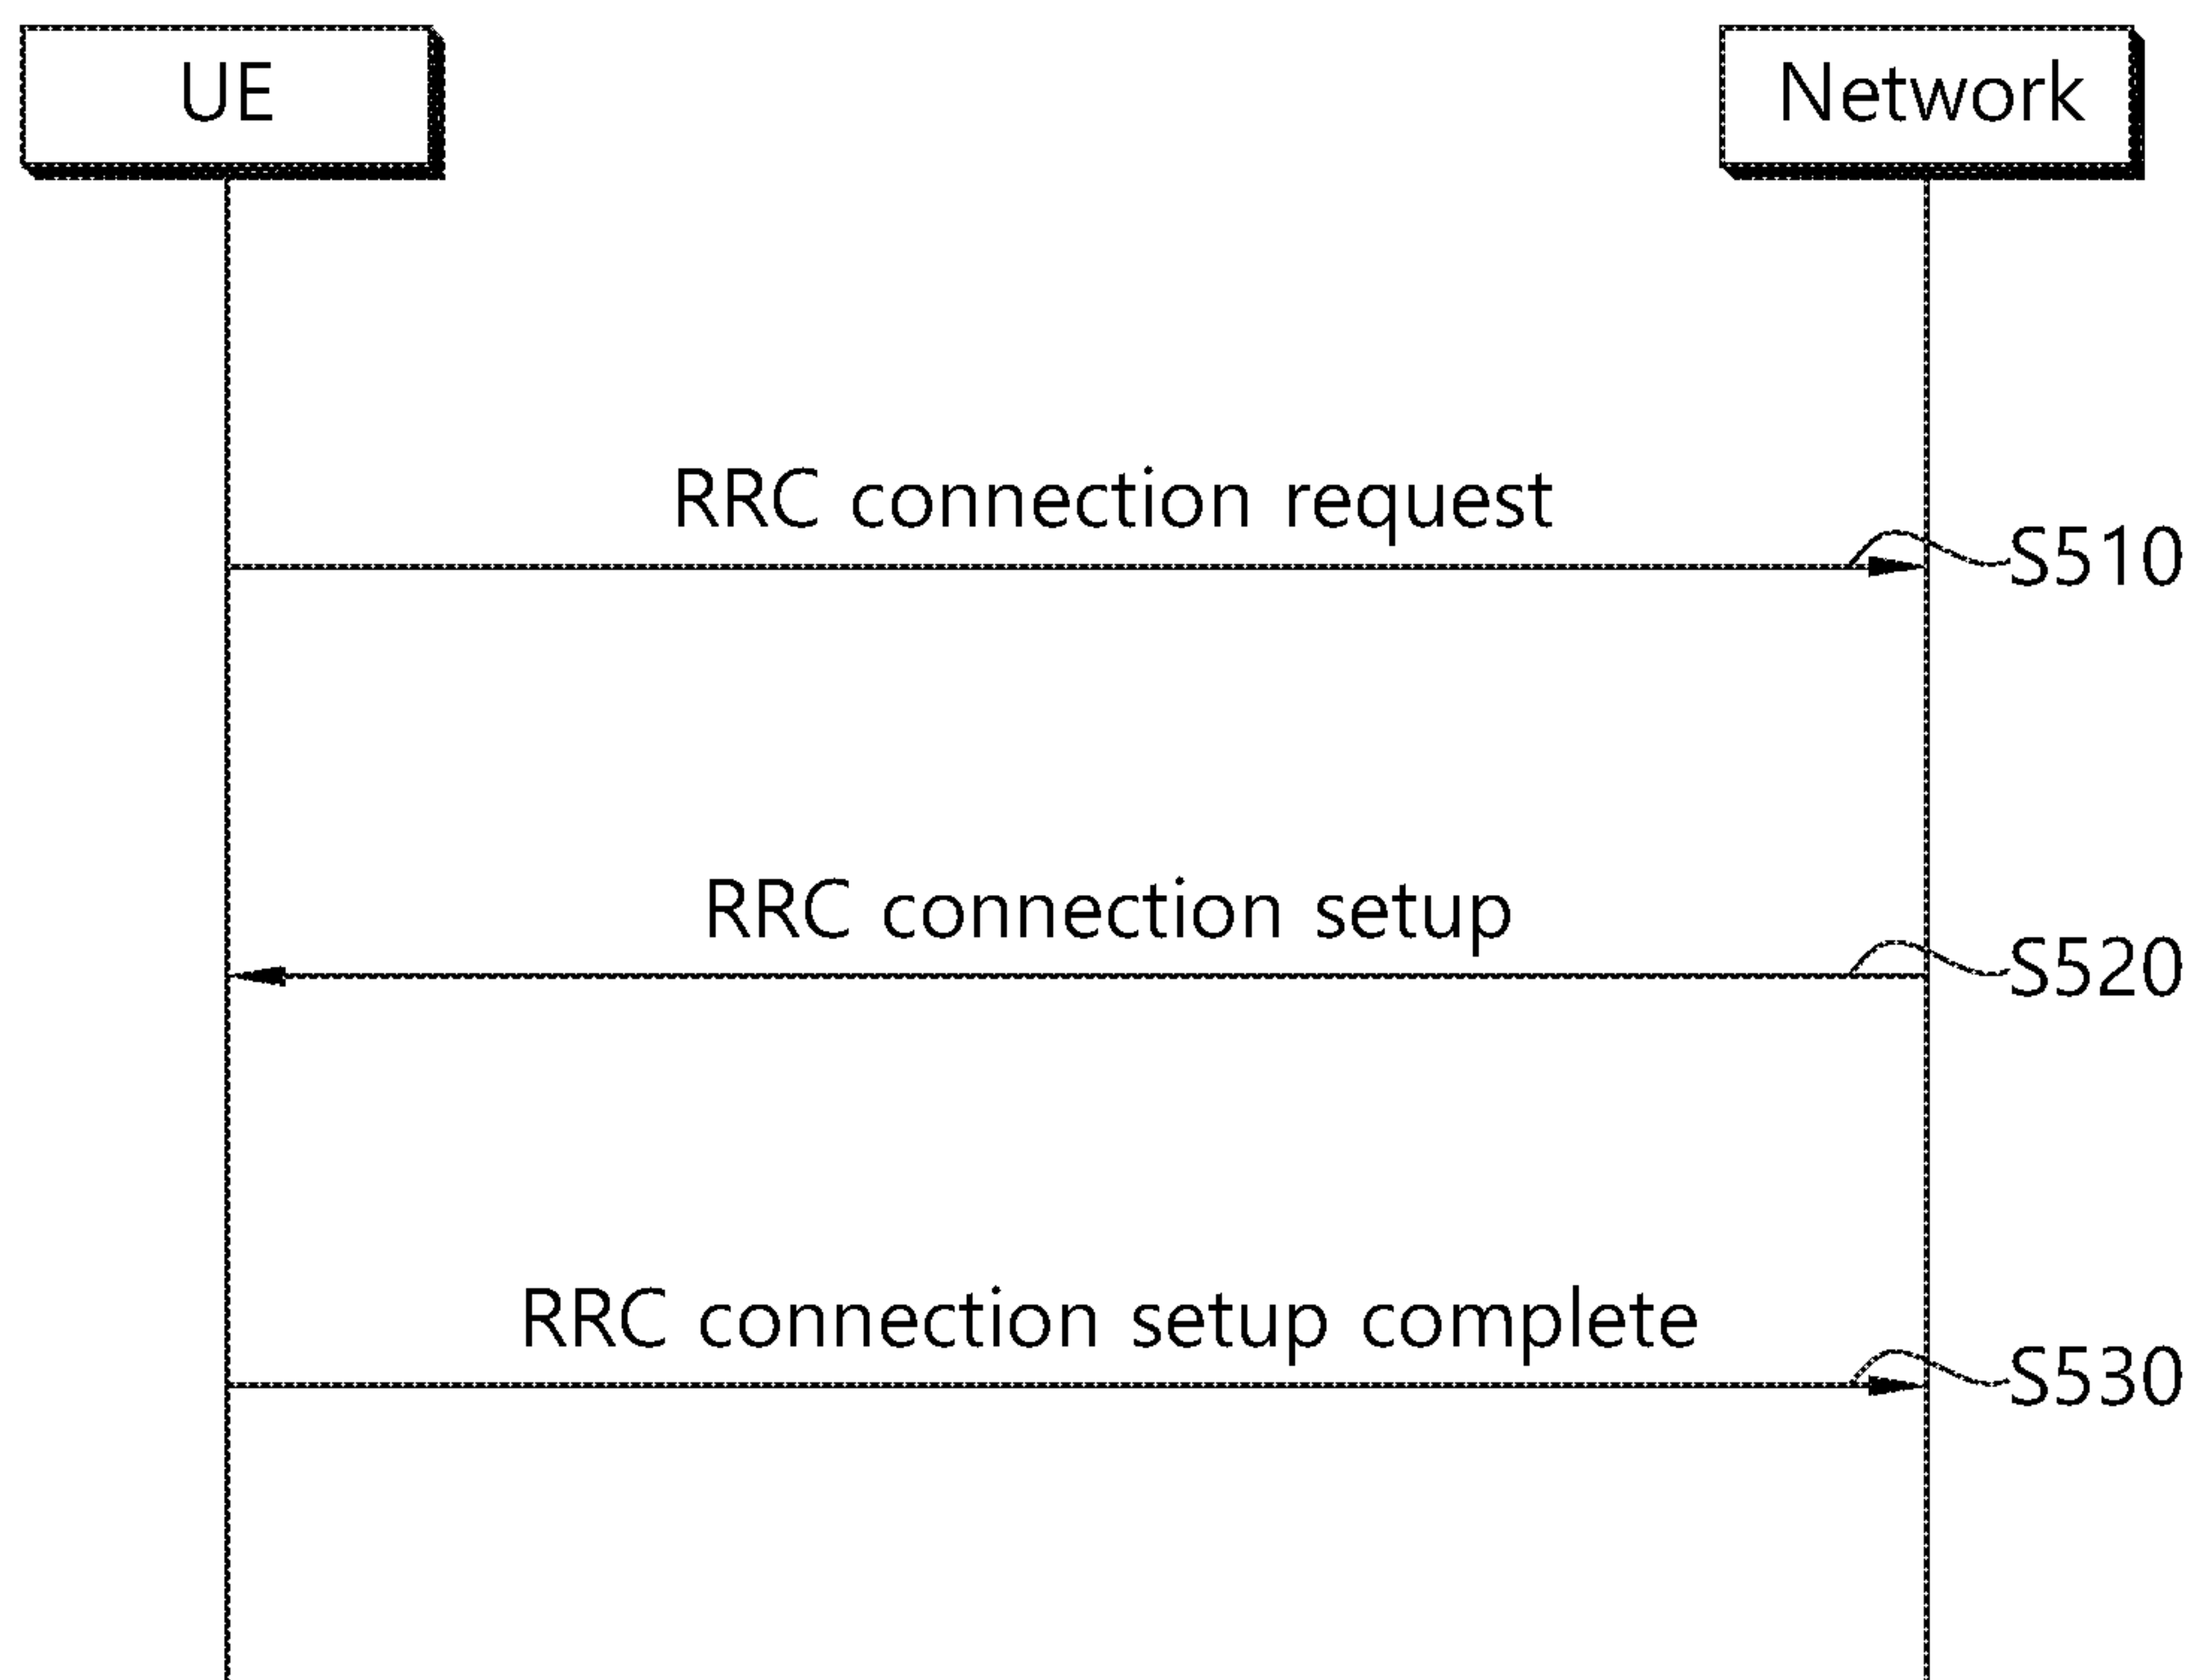 UE
Network
RRC connection request
S510
RRC connection setup
S520
RRC connection setup complete
S530